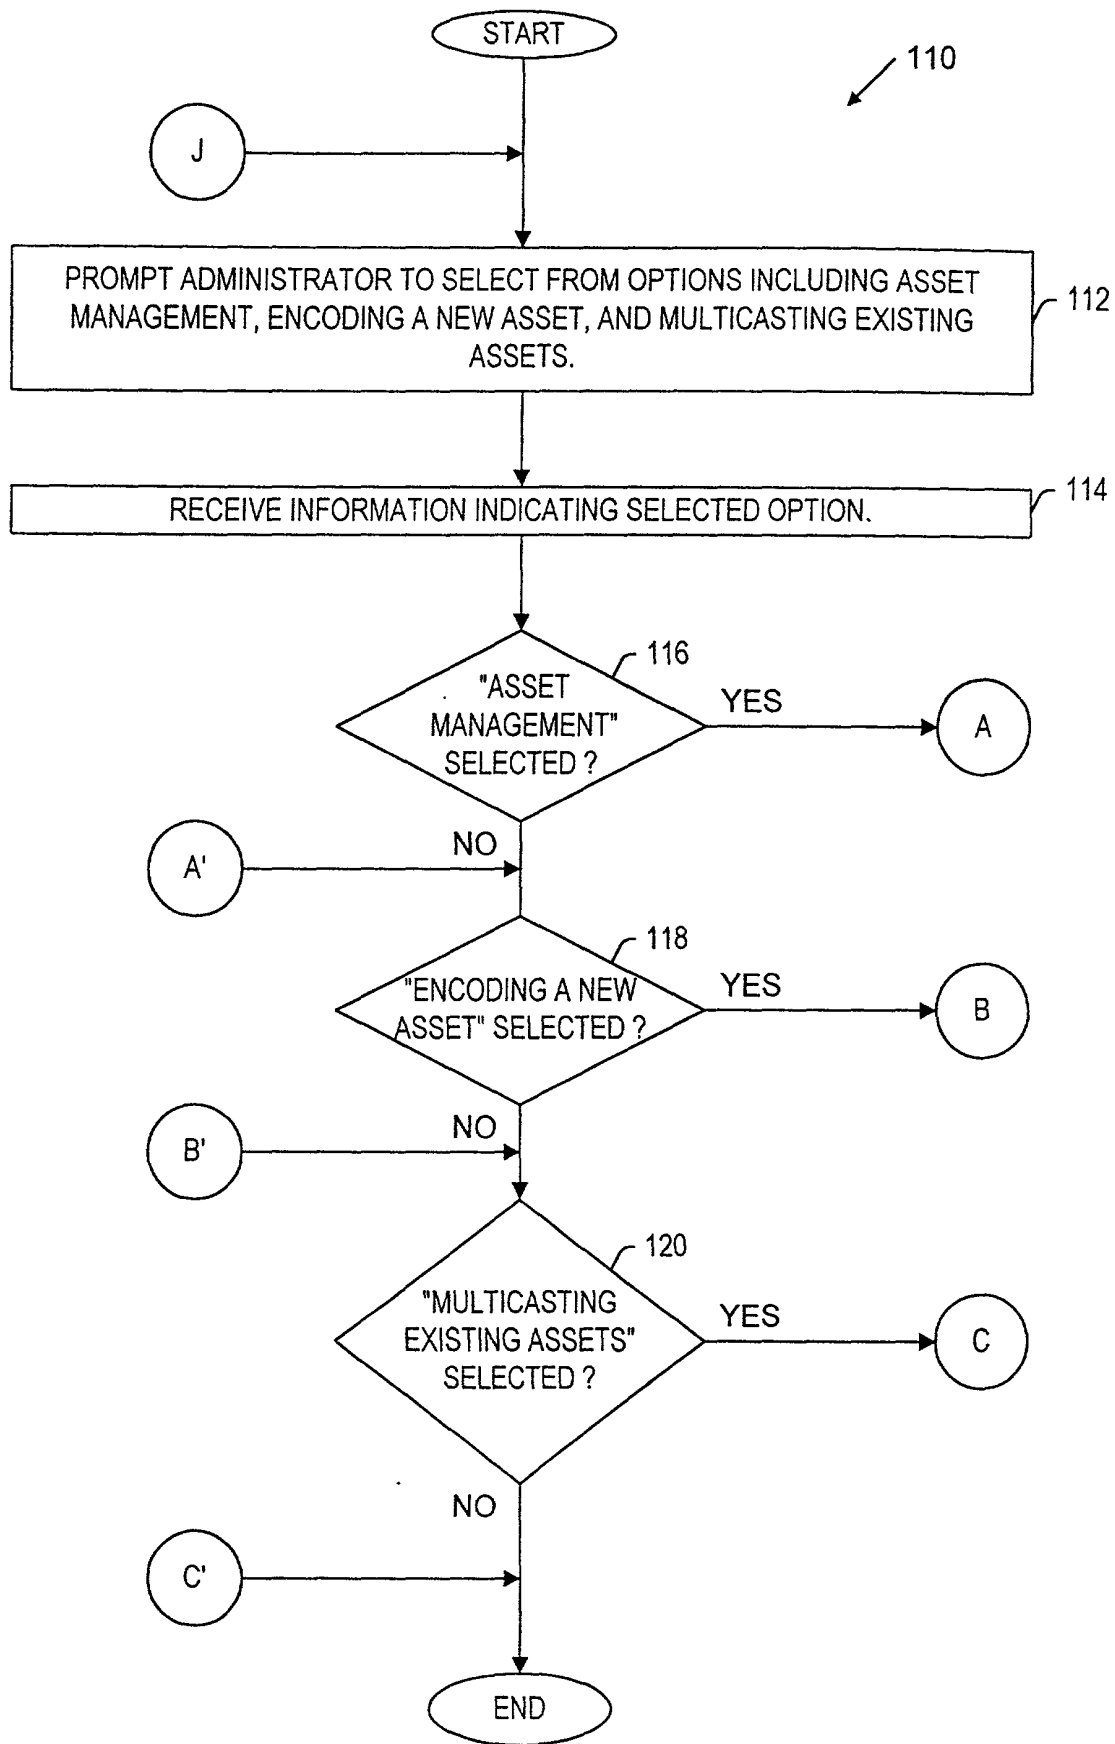 START
110
J
PROMPT ADMINISTRATOR TO SELECT FROM OPTIONS INCLUDING ASSET
MANAGEMENT, ENCODING A NEW ASSET, AND MULTICASTING EXISTING
ASSETS.
112
RECEIVE INFORMATION INDICATING SELECTED OPTION.
114
116
"ASSET
MANAGEMENT"
SELECTED ?
YES
A
NO
A'
118
"ENCODING A NEW
ASSET" SELECTED ?
YES
B
NO
B'
120
"MULTICASTING
EXISTING ASSETS"
SELECTED ?
YES
C
NO
C'
END